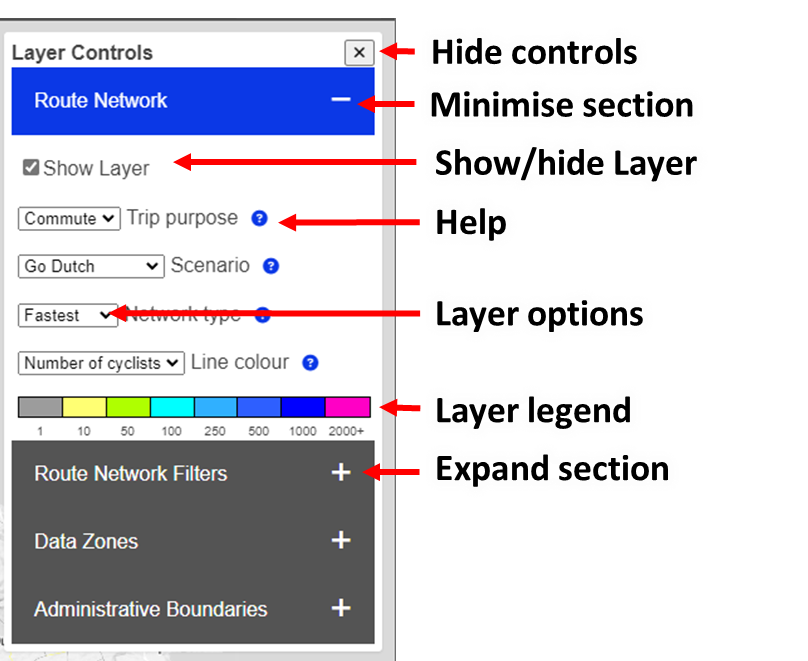 Layer Controls × Hide controls
Route Network − Minimise section
Show Layer Show/hide Layer
Commute Trip purpose ? Help
Go Dutch Scenario ?
Fastest Network type ? Layer options
Number of cyclists Line colour ?
1 10 50 100 250 500 1000 2000+ Layer legend
Route Network Filters + Expand section
Data Zones +
Administrative Boundaries +